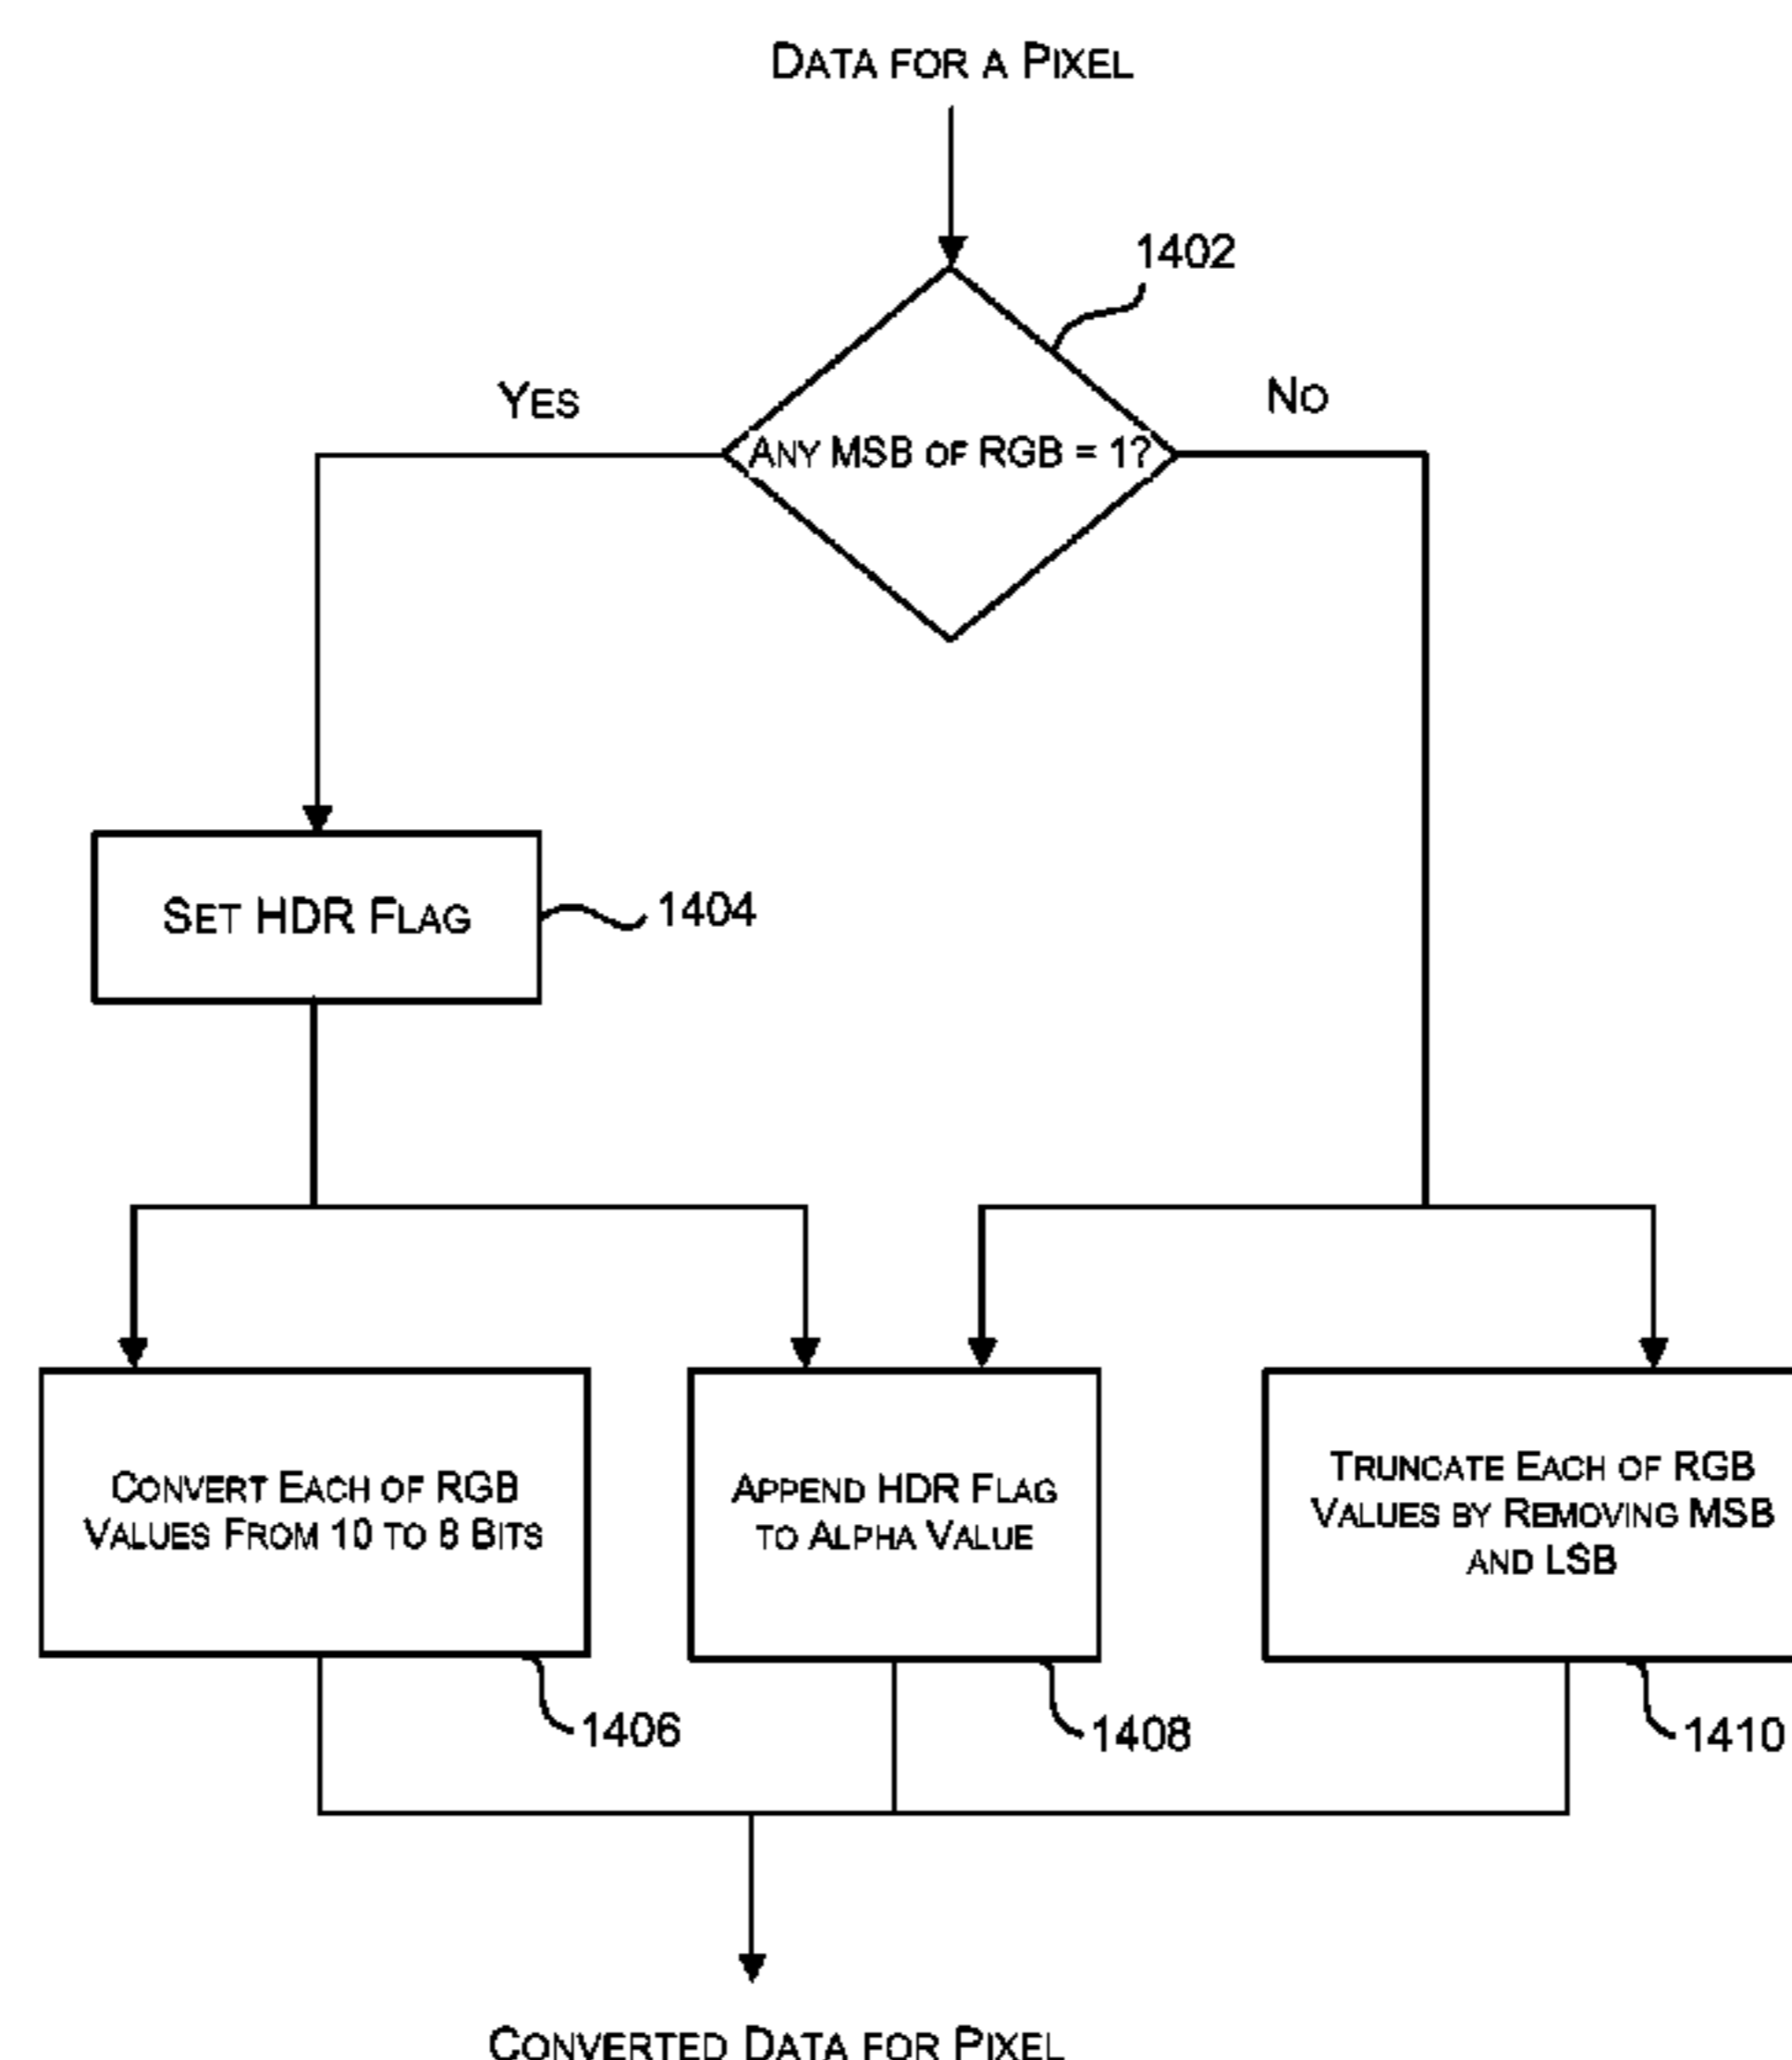 DATA FOR A PIXEL
1402
YES
NO
ANY MSB OF RGB = 1?
SET HDR FLAG
1404
CONVERT EACH OF RGB
VALUES FROM 10 TO 8 BITS
APPEND HDR FLAG
TO ALPHA VALUE
TRUNCATE EACH OF RGB
VALUES BY REMOVING MSB
AND LSB
1406
1408
1410
CONVERTED DATA FOR PIXEL